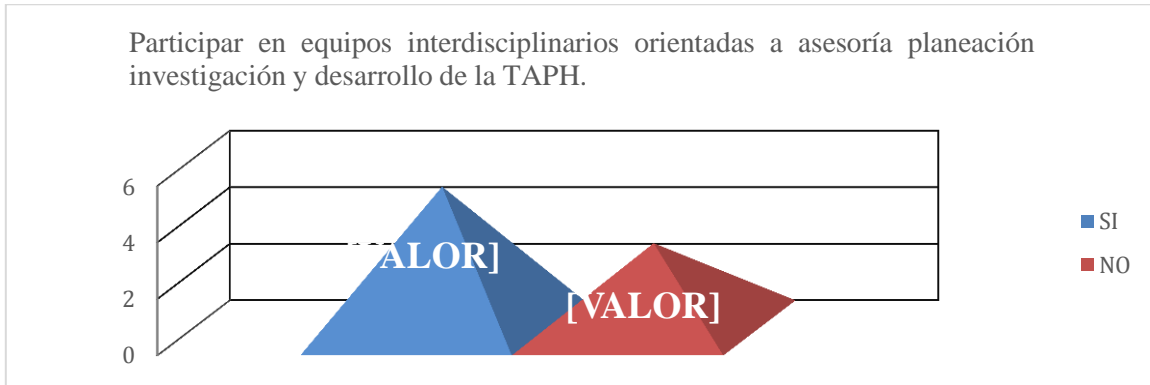 Participar en equipos interdisciplinarios orientadas a asesoría planeación
investigación y desarrollo de la TAPH.
6
4
2
0
[VALOR]
[VALOR]
SI
NO